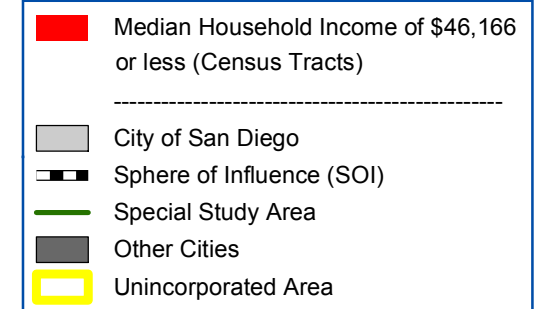 Median Household Income of $46,166
or less (Census Tracts)
--------------------------------------------------
City of San Diego
Sphere of Influence (SOI)
Special Study Area
Other Cities
Unincorporated Area